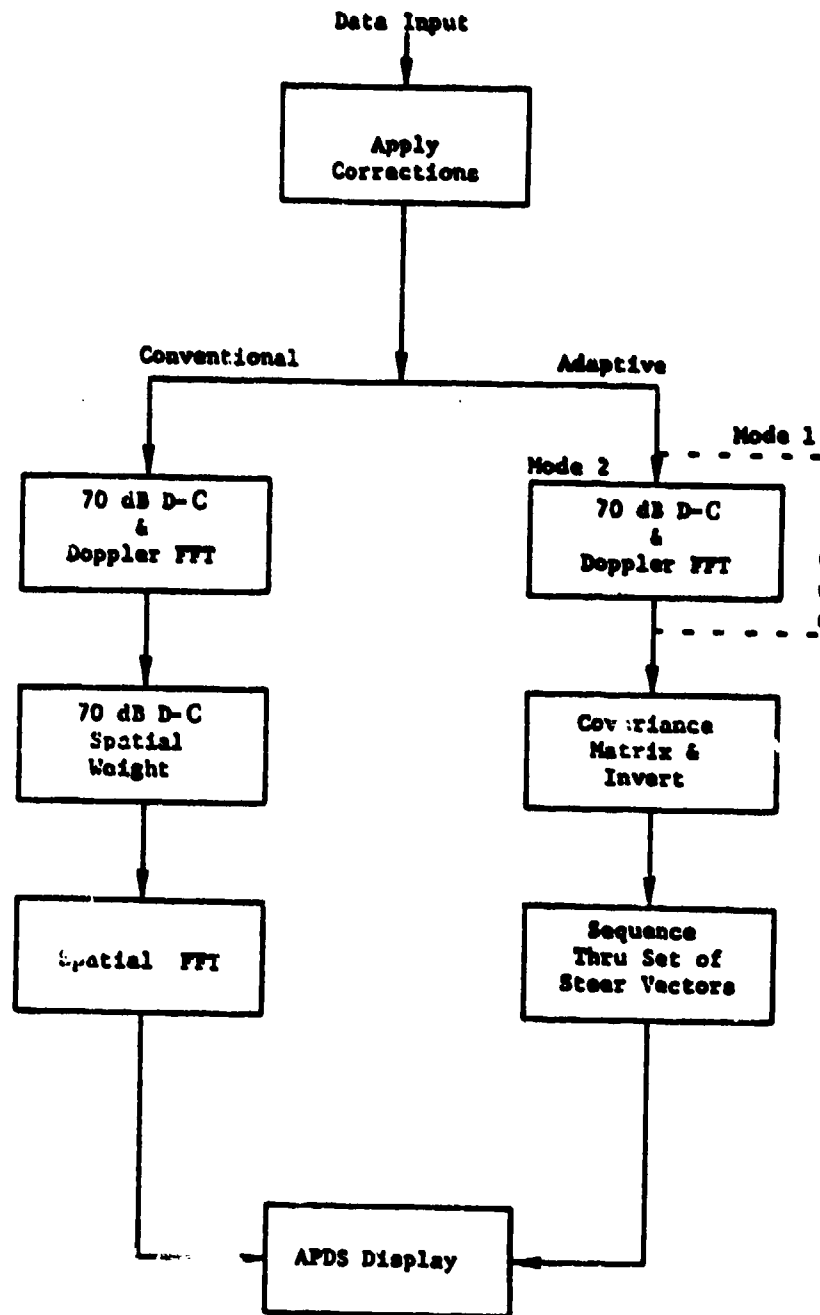 Data Input
Apply
Corrections
Conventional
Adaptive
Mode 1
Mode 2
70 dB D-C
&
Doppler FFT
70 dB D-C
&
Doppler FFT
70 dB D-C
Spatial
Weight
Covariance
Matrix &
Invert
Spatial FFT
Sequence
Thru Set of
Steer Vectors
APDS Display